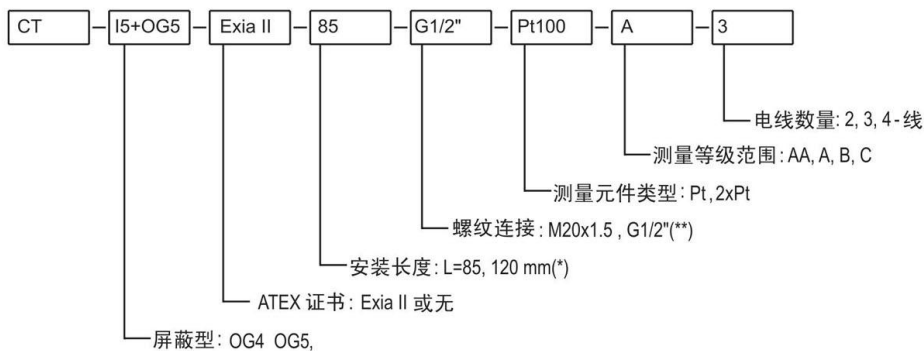 CT I5+OG5 Exia II 85 G1/2" Pt100 A 3
电线数量: 2, 3, 4-线
测量等级范围: AA, A, B, C
测量元件类型: Pt, 2xPt
螺纹连接: M20x1.5 , G1/2"(**)
安装长度: L=85, 120 mm(*)
ATEX 证书: Exia II 或无
屏蔽型: OG4 OG5,